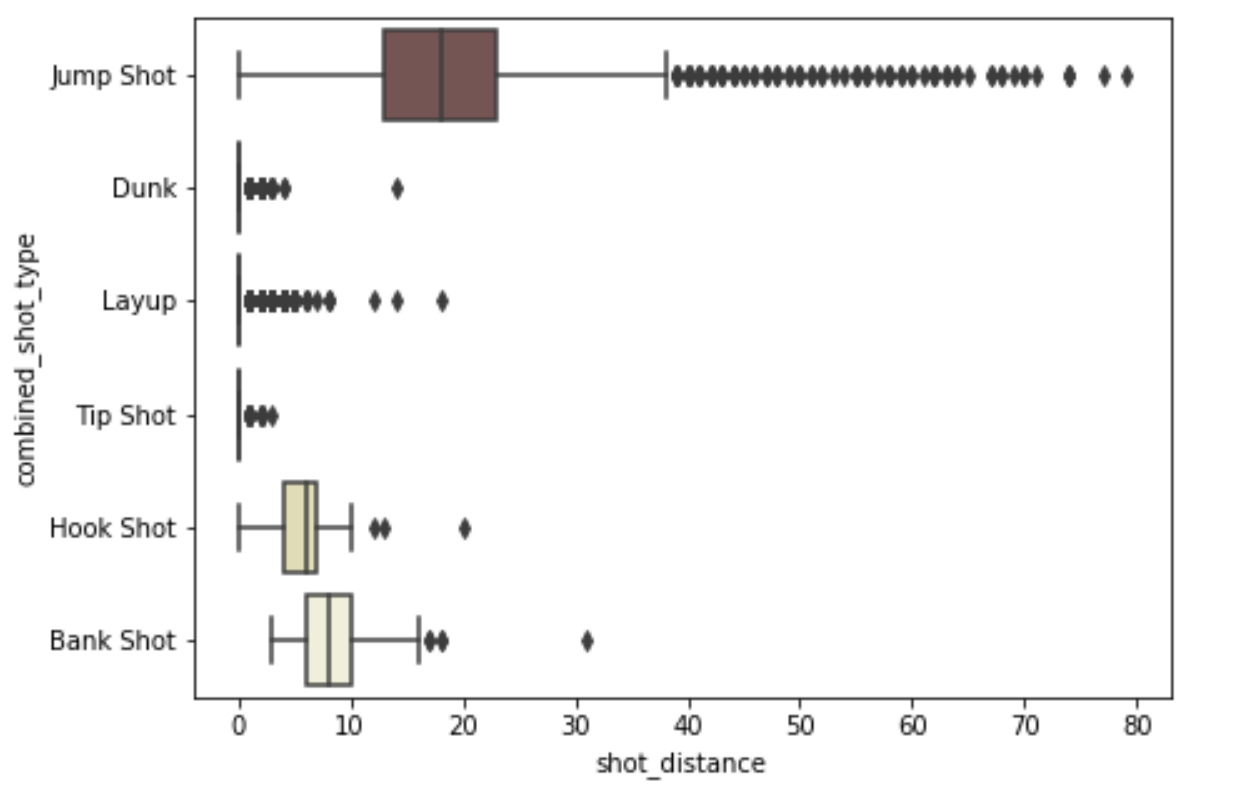 combined_shot_type
Jump Shot
Dunk
Layup
Tip Shot
Hook Shot
Bank Shot
0 10 20 30 40 50 60 70 80
shot_distance